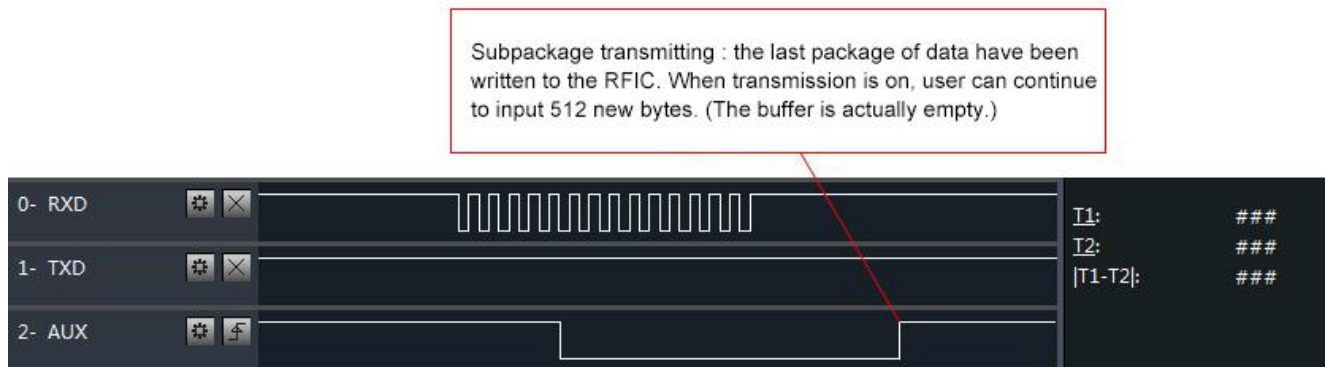 Subpackage transmitting : the last package of data have been
written to the RFIC. When transmission is on, user can continue
to input 512 new bytes. (The buffer is actually empty.)
0- RXD
T1: ###
1- TXD
T2: ###
|T1-T2|: ###
2- AUX